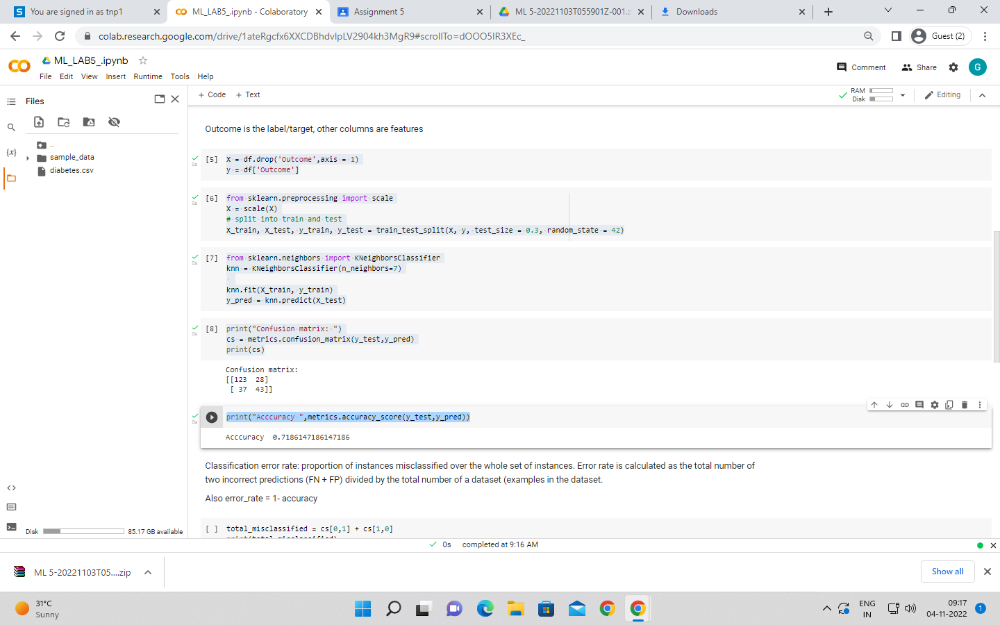 You are signed in as tnp1
ML_LAB5_.ipynb - Colaboratory
Assignment 5
ML 5-20221103T055901Z-001.z
Downloads
colab.research.google.com/drive/1ateRgcfx6XXCDBhdvIpLV2904kh3MgR9#scrollTo=dOOO5IR3XEc_
Guest (2)
ML_LAB5_.ipynb
File Edit View Insert Runtime Tools Help
Comment Share G
Files
+ Code + Text
RAM
Disk
Editing
..
sample_data
diabetes.csv
Outcome is the label/target, other columns are features
[5] X = df.drop('Outcome',axis = 1)
y = df['Outcome']
0s
[6] from sklearn.preprocessing import scale
X = scale(X)
# split into train and test
X_train, X_test, y_train, y_test = train_test_split(X, y, test_size = 0.3, random_state = 42)
0s
[7] from sklearn.neighbors import KNeighborsClassifier
knn = KNeighborsClassifier(n_neighbors=7)
knn.fit(X_train, y_train)
y_pred = knn.predict(X_test)
0s
[8] print("Confusion matrix: ")
cs = metrics.confusion_matrix(y_test,y_pred)
print(cs)
0s
Confusion matrix:
[[123 28]
[ 37 43]]
print("Acccuracy ",metrics.accuracy_score(y_test,y_pred))
0s
Acccuracy 0.7186147186147186
Classification error rate: proportion of instances misclassified over the whole set of instances. Error rate is calculated as the total number of
two incorrect predictions (FN + FP) divided by the total number of a dataset (examples in the dataset.
Also error_rate = 1- accuracy
[ ] total_misclassified = cs[0,1] + cs[1,0]
print(total_misclassified)
Disk 85.17 GB available
0s completed at 9:16 AM
ML 5-20221103T05....zip
Show all
31°C
Sunny
ENG
IN
09:17
04-11-2022
1